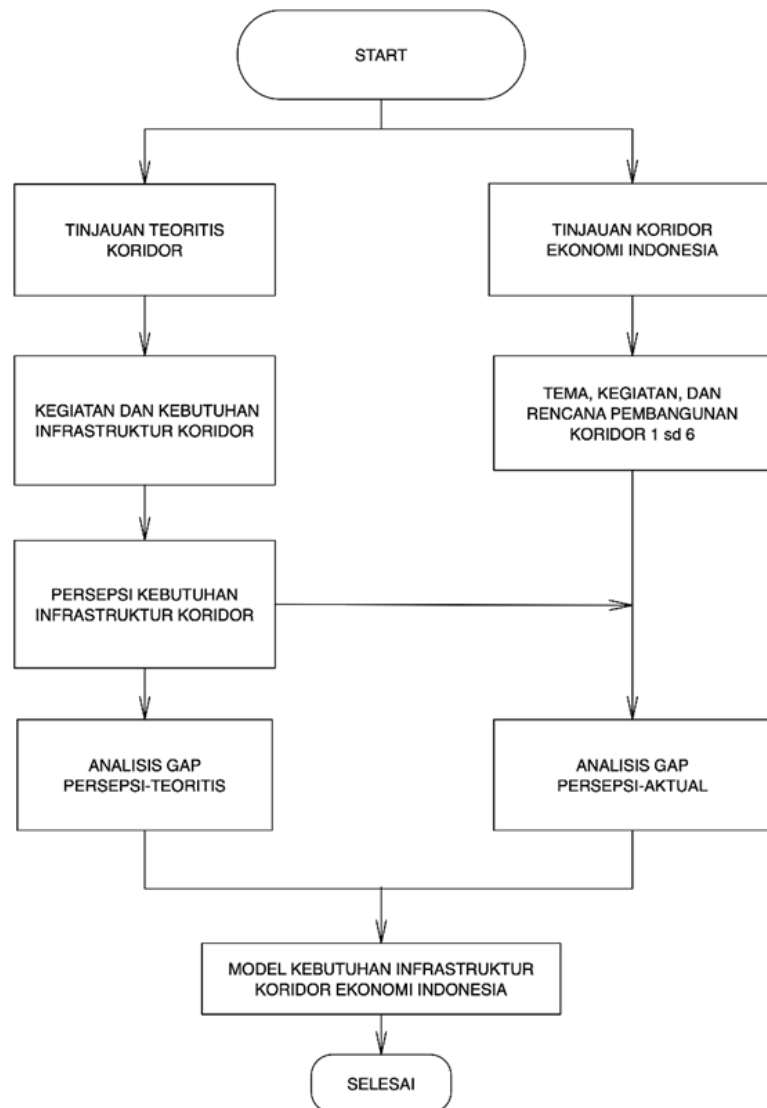 START
TINJAUAN TEORITIS
KORIDOR
TINJAUAN KORIDOR
EKONOMI INDONESIA
KEGIATAN DAN KEBUTUHAN
INFRASTRUKTUR KORIDOR
TEMA, KEGIATAN, DAN
RENCANA PEMBANGUNAN
KORIDOR 1 sd 6
PERSEPSI KEBUTUHAN
INFRASTRUKTUR KORIDOR
ANALISIS GAP
PERSEPSI-TEORITIS
ANALISIS GAP
PERSEPSI-AKTUAL
MODEL KEBUTUHAN INFRASTRUKTUR
KORIDOR EKONOMI INDONESIA
SELESAI